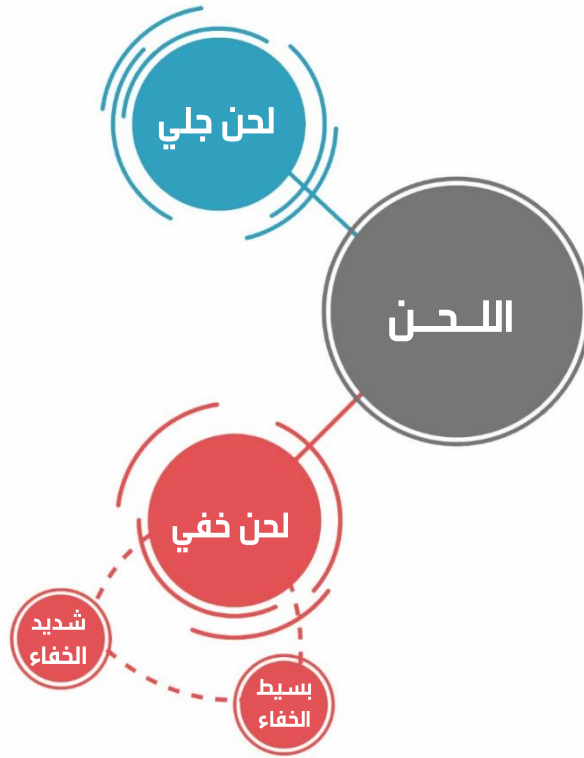 لحن جلي
اللـحـن
لحن خفي
شديد
الخفاء
بسيط
الخفاء